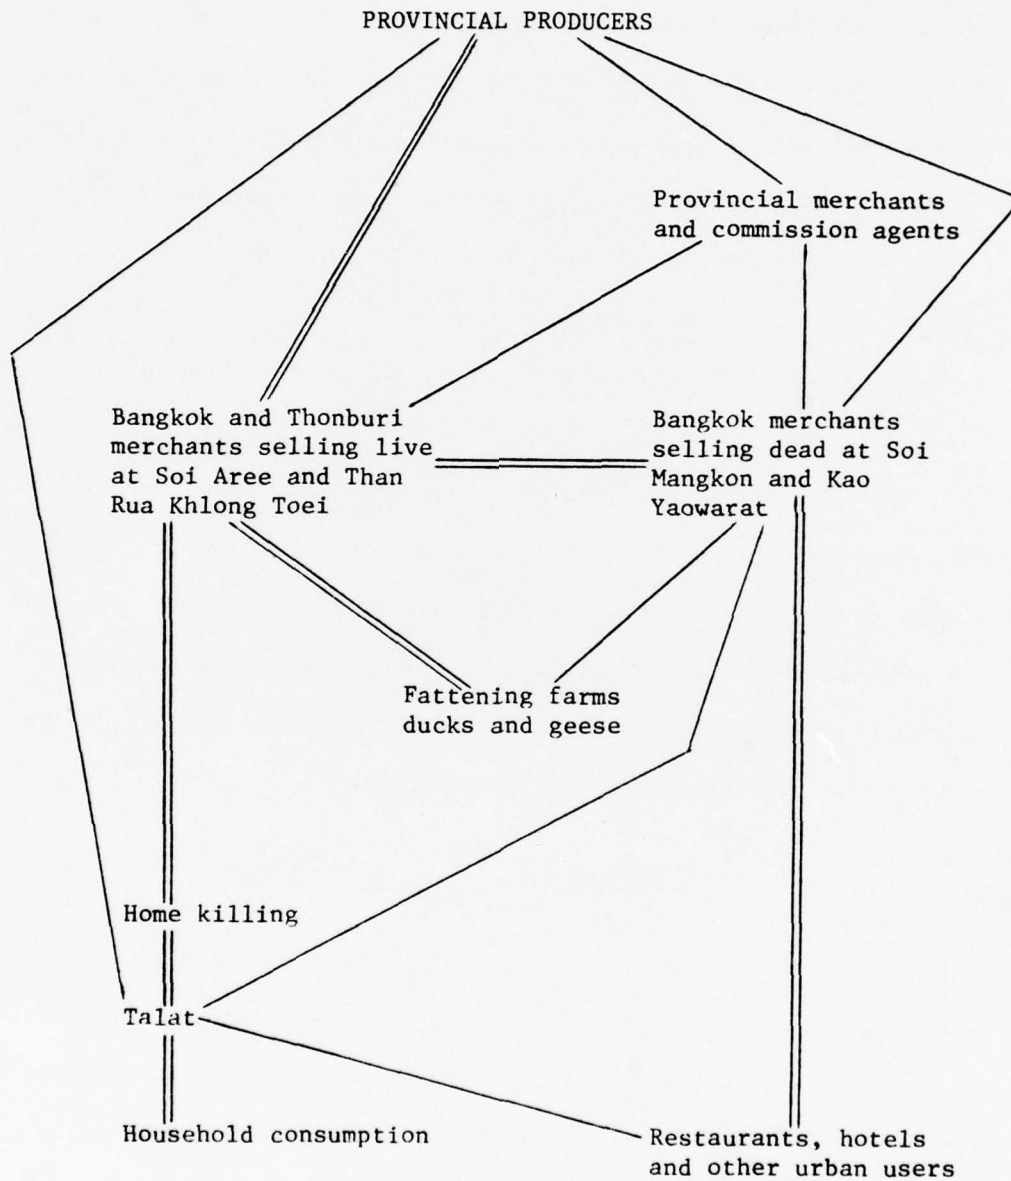 PROVINCIAL PRODUCERS
Provincial merchants
and commission agents
Bangkok and Thonburi
merchants selling live
at Soi Aree and Than
Rua Khlong Toei
Bangkok merchants
selling dead at Soi
Mangkon and Kao
Yaowarat
Fattening farms
ducks and geese
Home killing
Talat
Household consumption
Restaurants, hotels
and other urban users